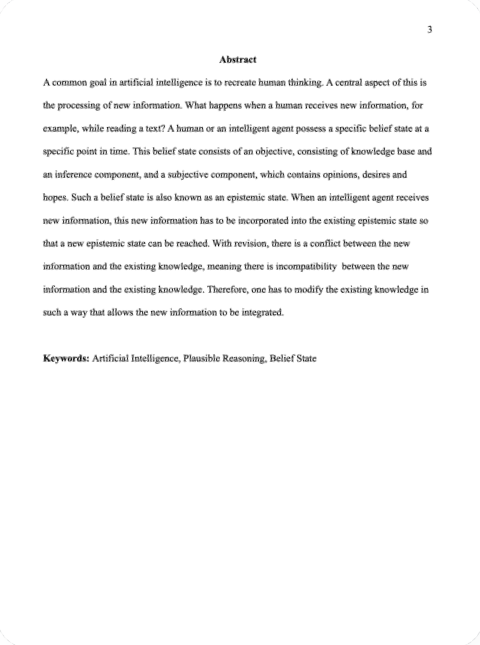 3
Abstract
A common goal in artificial intelligence is to recreate human thinking. A central aspect of this is
the processing of new information. What happens when a human receives new information, for
example, while reading a text? A human or an intelligent agent possess a specific belief state at a
specific point in time. This belief state consists of an objective, consisting of knowledge base and
an inference component, and a subjective component, which contains opinions, desires and
hopes. Such a belief state is also known as an epistemic state. When an intelligent agent receives
new information, this new information has to be incorporated into the existing epistemic state so
that a new epistemic state can be reached. With revision, there is a conflict between the new
information and the existing knowledge, meaning there is incompatibility  between the new
information and the existing knowledge. Therefore, one has to modify the existing knowledge in
such a way that allows the new information to be integrated.
Keywords: Artificial Intelligence, Plausible Reasoning, Belief State